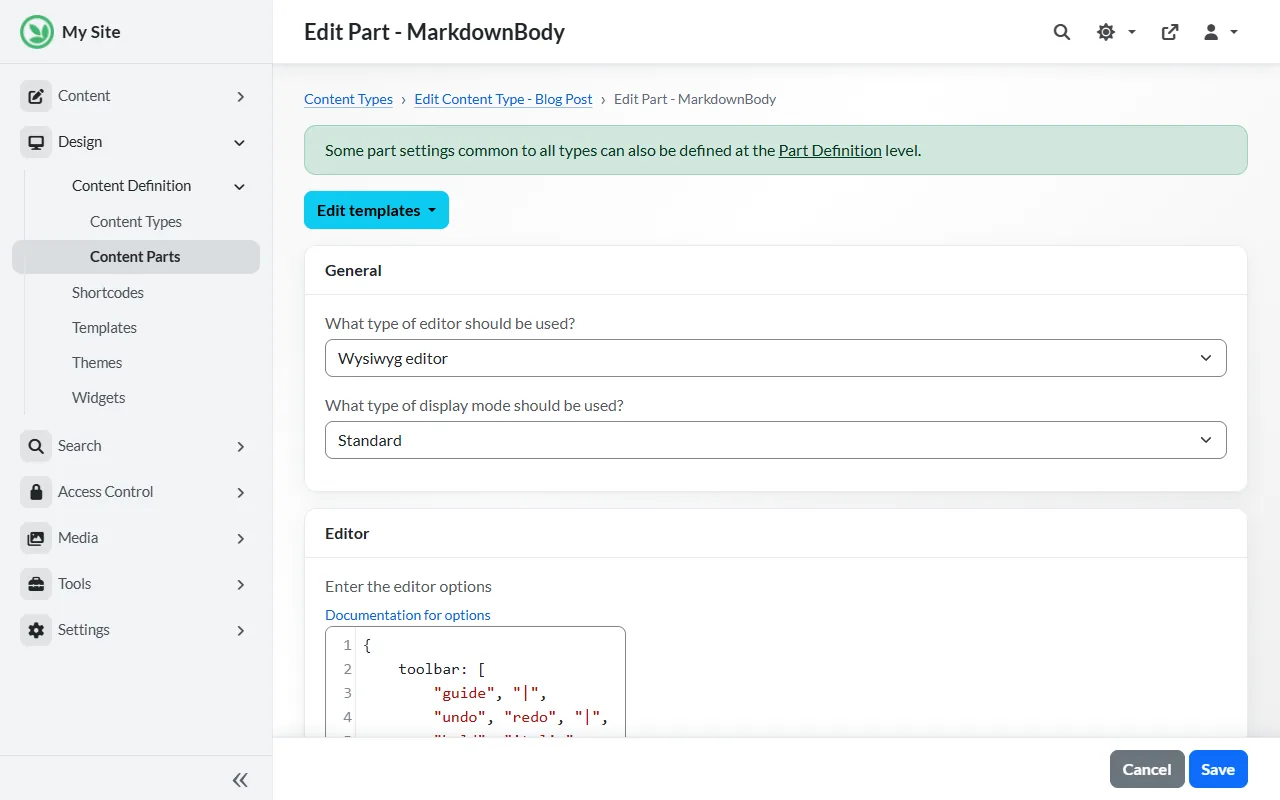 My Site
Edit Part - MarkdownBody
Content
Design
Content Definition
Content Types
Content Parts
Shortcodes
Templates
Themes
Widgets
Search
Access Control
Media
Tools
Settings
Content Types › Edit Content Type - Blog Post › Edit Part - MarkdownBody
Some part settings common to all types can also be defined at the Part Definition level.
Edit templates
General
What type of editor should be used?
Wysiwyg editor
What type of display mode should be used?
Standard
Editor
Enter the editor options
Documentation for options
1 {
2 toolbar: [
3 "guide", "|",
4 "undo", "redo", "|",
Cancel
Save